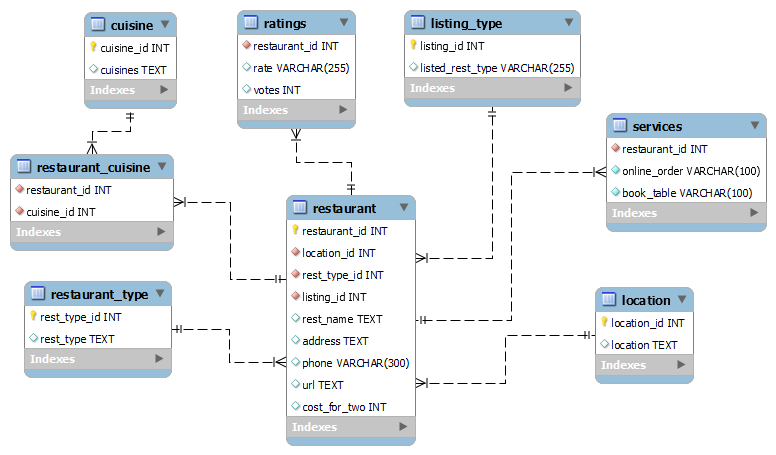 cuisine
cuisine_id INT
cuisines TEXT
Indexes
ratings
restaurant_id INT
rate VARCHAR(255)
votes INT
Indexes
listing_type
listing_id INT
listed_rest_type VARCHAR(255)
Indexes
services
restaurant_id INT
online_order VARCHAR(100)
book_table VARCHAR(100)
Indexes
restaurant_cuisine
restaurant_id INT
cuisine_id INT
Indexes
restaurant
restaurant_id INT
location_id INT
rest_type_id INT
listing_id INT
rest_name TEXT
address TEXT
phone VARCHAR(300)
url TEXT
cost_for_two INT
Indexes
restaurant_type
rest_type_id INT
rest_type TEXT
Indexes
location
location_id INT
location TEXT
Indexes